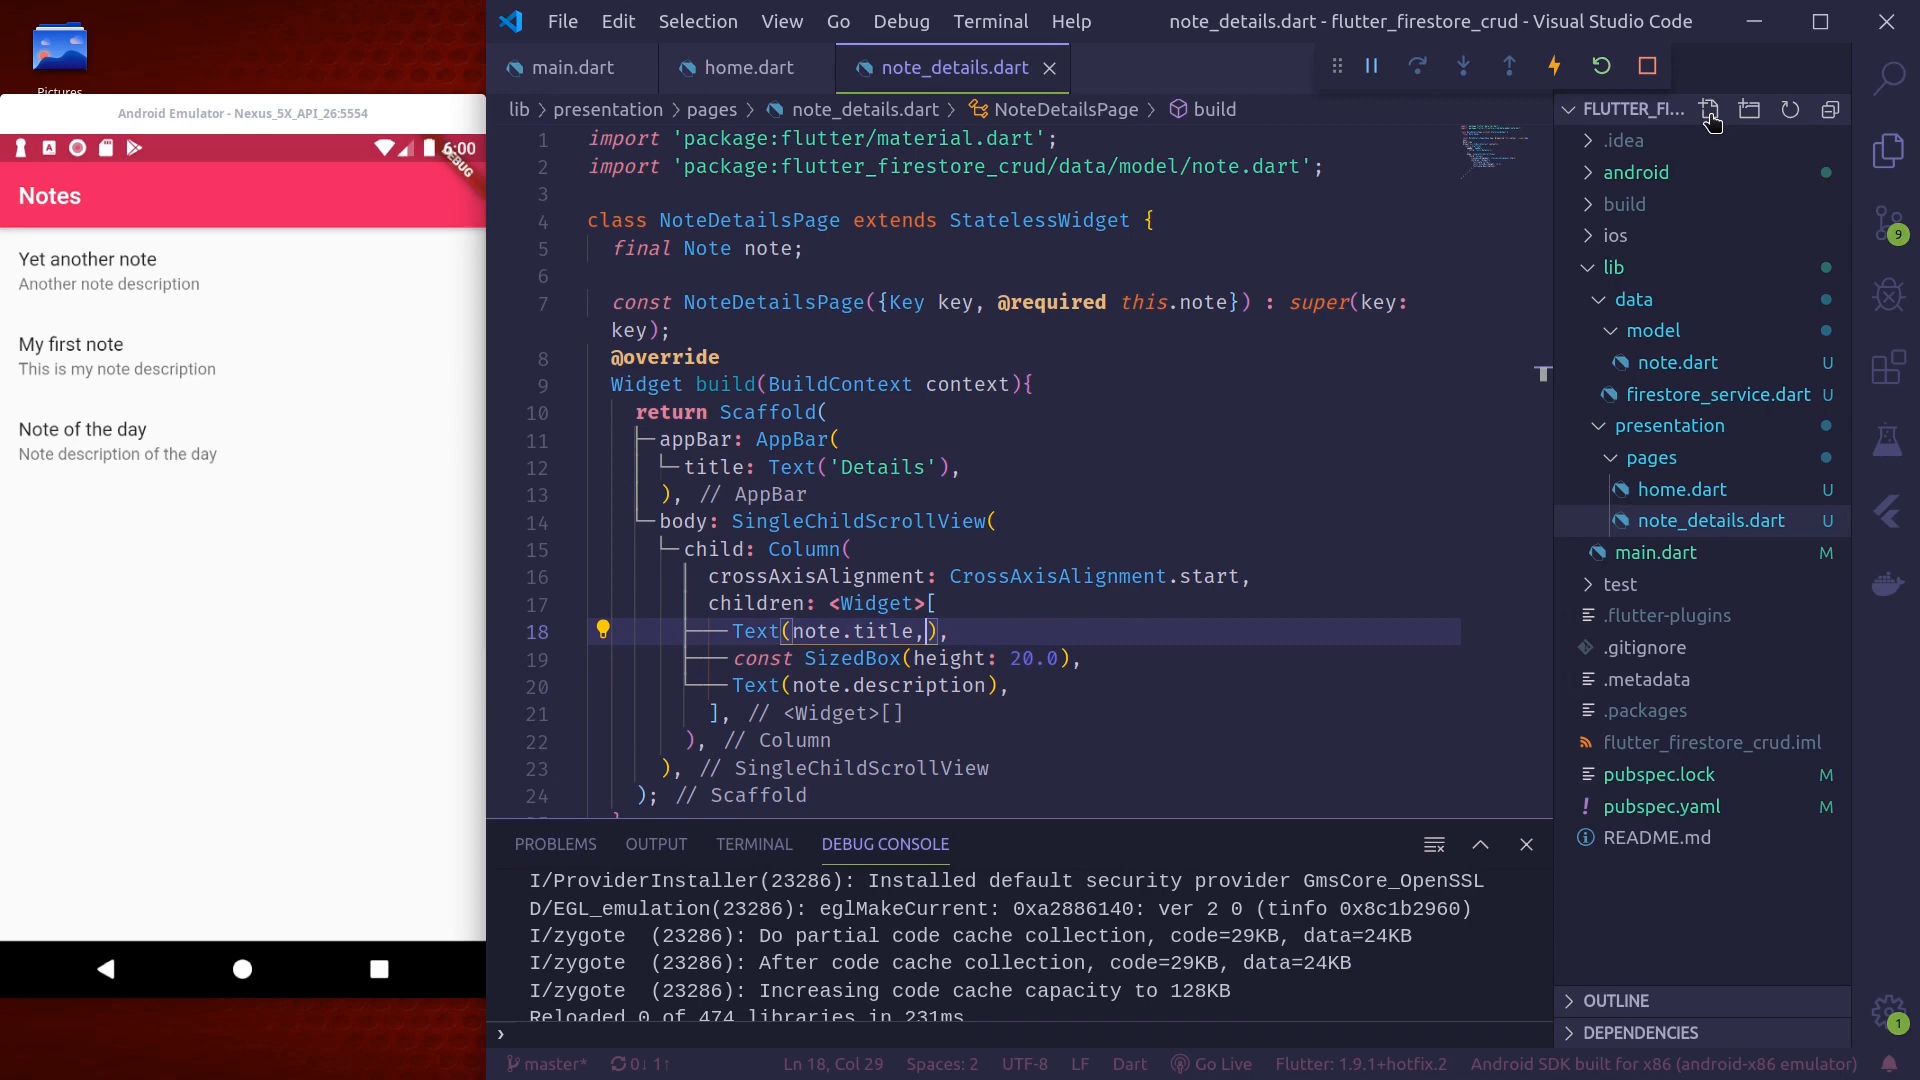 Pictures
Android Emulator - Nexus_5X_API_26:5554
6:00
DEBUG
Notes
Yet another note
Another note description
My first note
This is my note description
Note of the day
Note description of the day
File Edit Selection View Go Debug Terminal Help
note_details.dart - flutter_firestore_crud - Visual Studio Code
main.dart
home.dart
note_details.dart
lib > presentation > pages > note_details.dart > NoteDetailsPage > build
1 import 'package:flutter/material.dart';
2 import 'package:flutter_firestore_crud/data/model/note.dart';
3
4 class NoteDetailsPage extends StatelessWidget {
5 final Note note;
6
7 const NoteDetailsPage({Key key, @required this.note}) : super(key:
key);
8 @override
9 Widget build(BuildContext context){
10 return Scaffold(
11 appBar: AppBar(
12 title: Text('Details'),
13 ), // AppBar
14 body: SingleChildScrollView(
15 child: Column(
16 crossAxisAlignment: CrossAxisAlignment.start,
17 children: <Widget>[
18 Text(note.title,),
19 const SizedBox(height: 20.0),
20 Text(note.description),
21 ], // <Widget>[]
22 ), // Column
23 ), // SingleChildScrollView
24 ); // Scaffold
PROBLEMS OUTPUT TERMINAL DEBUG CONSOLE
I/ProviderInstaller(23286): Installed default security provider GmsCore_OpenSSL
D/EGL_emulation(23286): eglMakeCurrent: 0xa2886140: ver 2 0 (tinfo 0x8c1b2960)
I/zygote (23286): Do partial code cache collection, code=29KB, data=24KB
I/zygote (23286): After code cache collection, code=29KB, data=24KB
I/zygote (23286): Increasing code cache capacity to 128KB
Reloaded 0 of 474 libraries in 231ms.
FLUTTER_FI...
.idea
android
build
ios
lib
data
model
note.dart U
firestore_service.dart U
presentation
pages
home.dart U
note_details.dart U
main.dart M
test
.flutter-plugins
.gitignore
.metadata
.packages
flutter_firestore_crud.iml
pubspec.lock M
pubspec.yaml M
README.md
OUTLINE
DEPENDENCIES
9
1
master* 0↓ 1↑ Ln 18, Col 29 Spaces: 2 UTF-8 LF Dart Go Live Flutter: 1.9.1+hotfix.2 Android SDK built for x86 (android-x86 emulator)